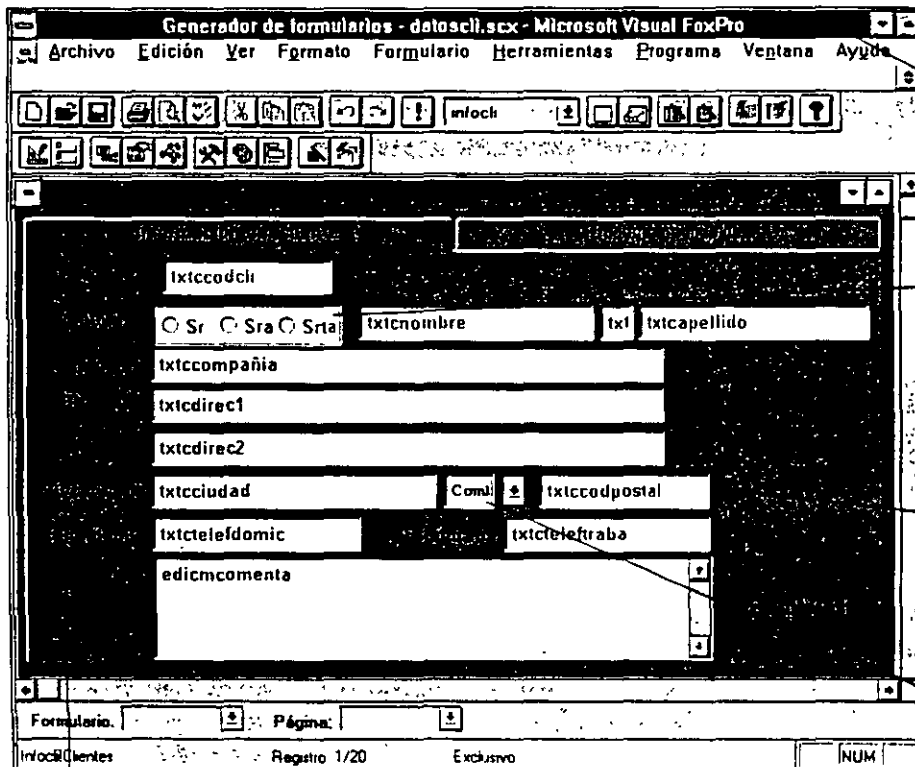 Generador de formularios - datoscli.scx - Microsoft Visual FoxPro
Archivo Edición Ver Formato Formulario Herramientas Programa Ventana Ayuda
infocli
txtccodcli
Sr Sra Srta txtcnombre txt txtcapellido
txtccompañia
txtcdirec1
txtcdirec2
txtcciudad Com txtccodpostal
txtctelefdomic txtcteleftraba
edicmcomenta
Formulario. Página:
Registro 1/20 Exclusivo NUM